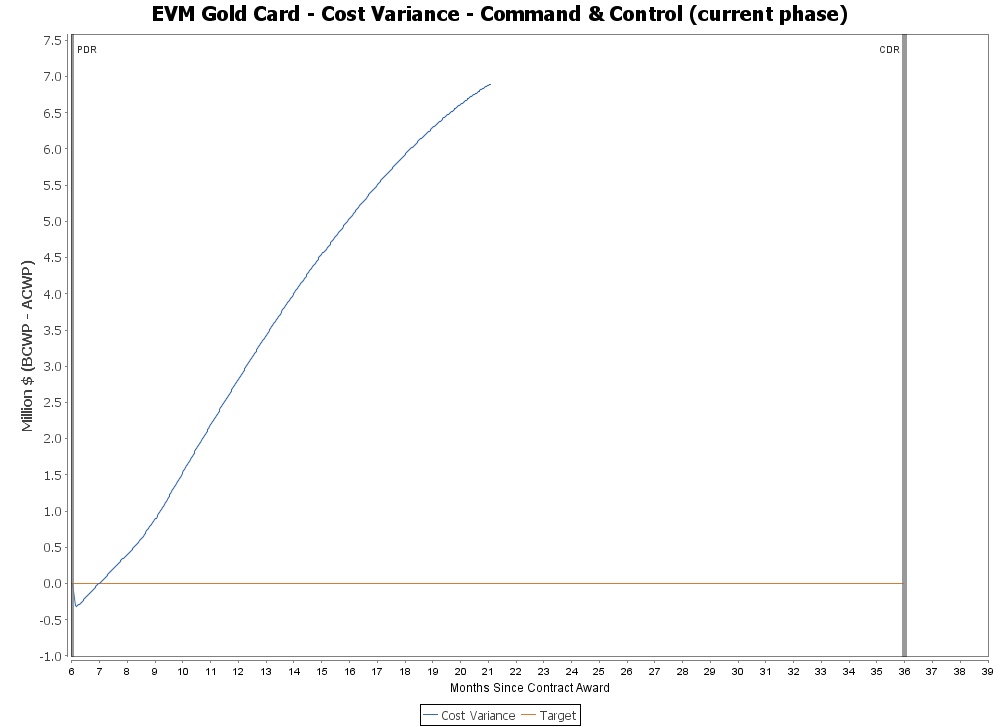 EVM Gold Card - Cost Variance - Command & Control (current phase)
7.5
PDR
CDR
7.0
6.5
6.0
5.5
5.0
4.5
4.0
3.5
3.0
2.5
2.0
1.5
1.0
0.5
0.0
-0.5
-1.0
Million $ (BCWP - ACWP)
6 7 8 9 10 11 12 13 14 15 16 17 18 19 20 21 22 23 24 25 26 27 28 29 30 31 32 33 34 35 36 37 38 39
Months Since Contract Award
Cost Variance Target